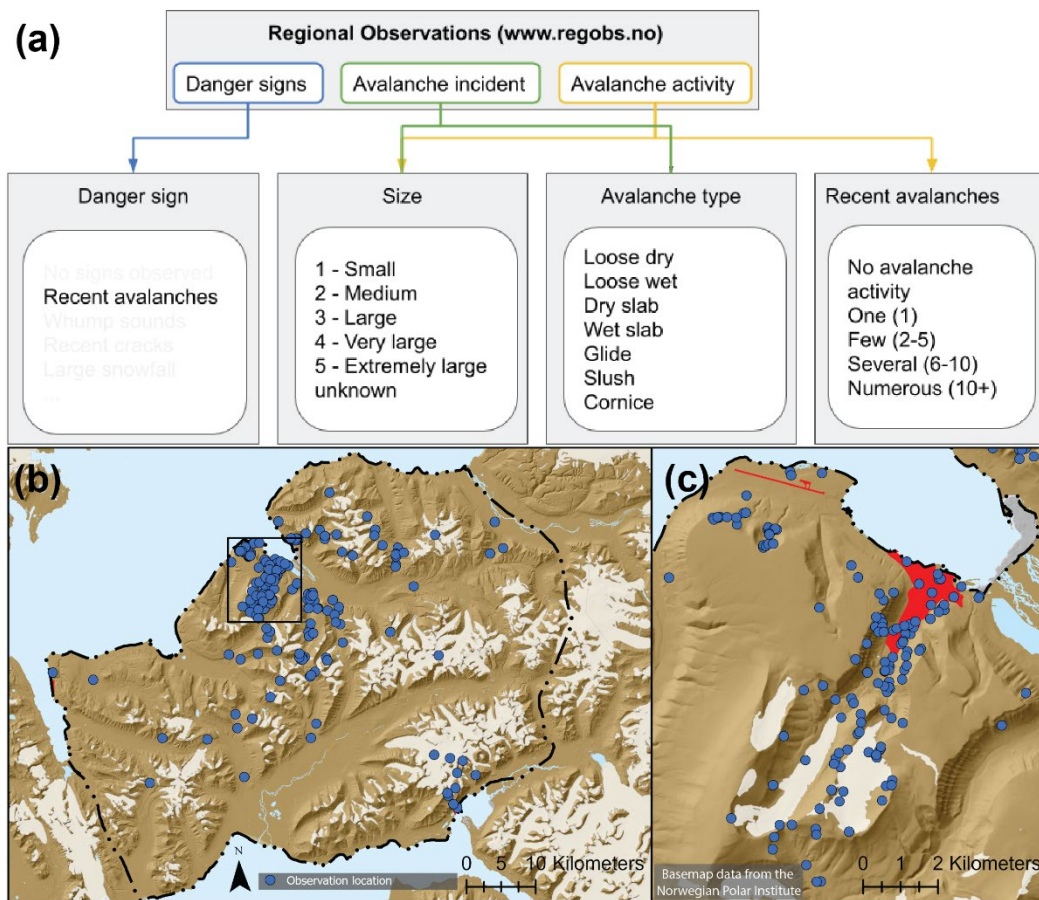 (a)
Regional Observations (www.regobs.no)
Danger signs
Avalanche incident
Avalanche activity
Danger sign
No signs observed
Recent avalanches
Whump sounds
Recent cracks
Large snowfall
...
Size
1 - Small
2 - Medium
3 - Large
4 - Very large
5 - Extremely large
unknown
Avalanche type
Loose dry
Loose wet
Dry slab
Wet slab
Glide
Slush
Cornice
Recent avalanches
No avalanche
activity
One (1)
Few (2-5)
Several (6-10)
Numerous (10+)
(b)
N
Observation location
0 5 10 Kilometers
(c)
Basemap data from the
Norwegian Polar Institute
0 1 2 Kilometers